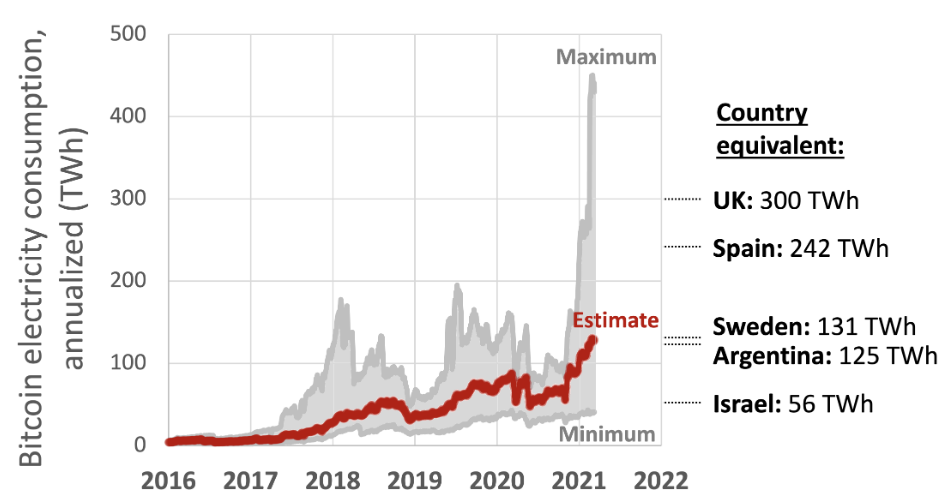 Bitcoin electricity consumption,
annualized (TWh)
500
400
300
200
100
0
2016 2017 2018 2019 2020 2021 2022
Maximum
Estimate
Minimum
Country
equivalent:
UK: 300 TWh
Spain: 242 TWh
Sweden: 131 TWh
Argentina: 125 TWh
Israel: 56 TWh